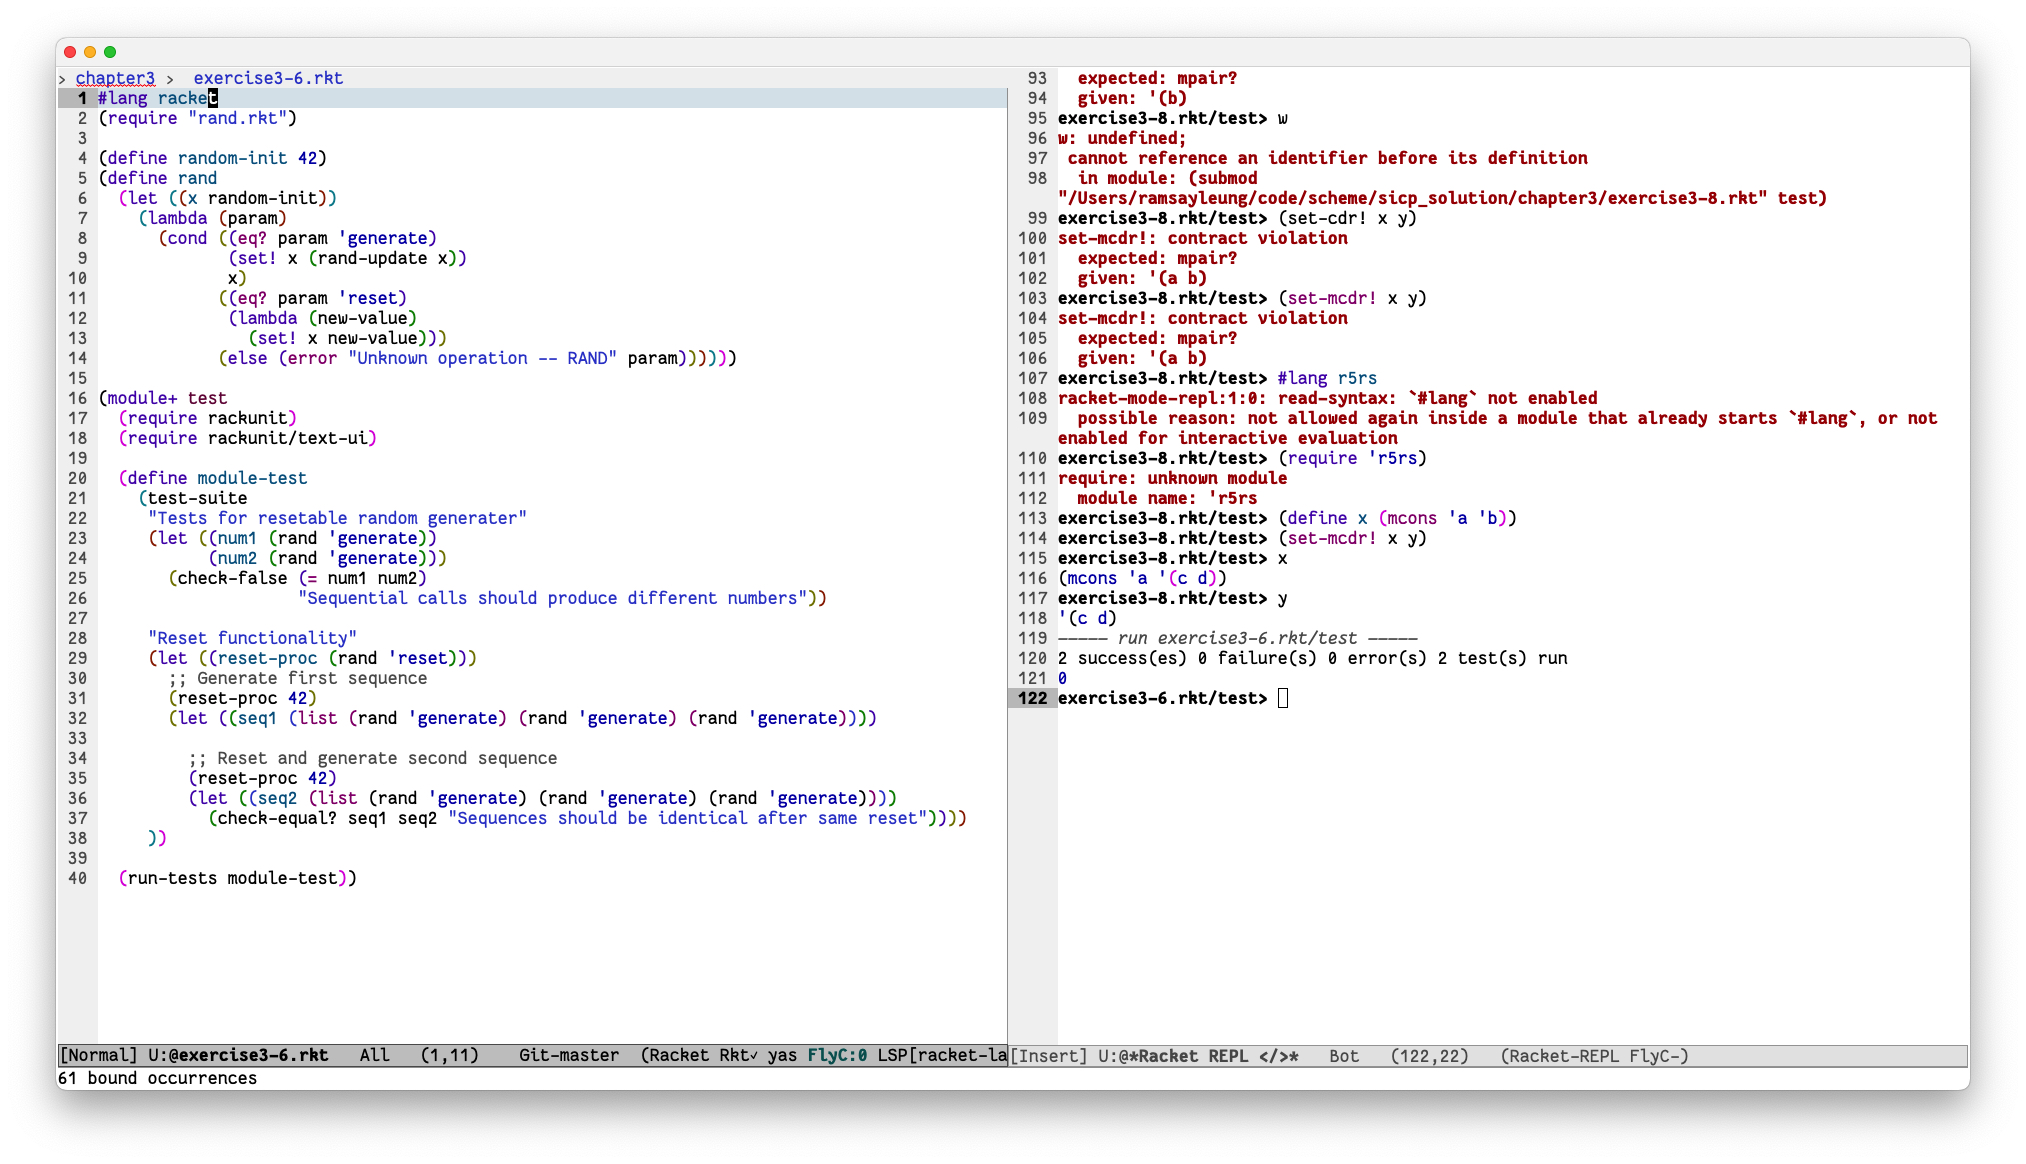 > chapter3 >  exercise3-6.rkt
1 #lang racket
2 (require "rand.rkt")
3
4 (define random-init 42)
5 (define rand
6   (let ((x random-init))
7     (lambda (param)
8       (cond ((eq? param 'generate)
9              (set! x (rand-update x))
10             x)
11            ((eq? param 'reset)
12             (lambda (new-value)
13               (set! x new-value)))
14            (else (error "Unknown operation -- RAND" param))))))
15
16 (module+ test
17   (require rackunit)
18   (require rackunit/text-ui)
19
20   (define module-test
21     (test-suite
22      "Tests for resetable random generater"
23      (let ((num1 (rand 'generate))
24            (num2 (rand 'generate)))
25        (check-false (= num1 num2)
26                     "Sequential calls should produce different numbers"))
27
28      "Reset functionality"
29      (let ((reset-proc (rand 'reset)))
30        ;; Generate first sequence
31        (reset-proc 42)
32        (let ((seq1 (list (rand 'generate) (rand 'generate) (rand 'generate))))
33
34          ;; Reset and generate second sequence
35          (reset-proc 42)
36          (let ((seq2 (list (rand 'generate) (rand 'generate) (rand 'generate))))
37            (check-equal? seq1 seq2 "Sequences should be identical after same reset"))))
38      ))
39
40   (run-tests module-test))
[Normal] U:@exercise3-6.rkt   All   (1,11)    Git-master  (Racket Rkt✓ yas FlyC:0 LSP[racket-la
61 bound occurrences
93   expected: mpair?
94   given: '(b)
95 exercise3-8.rkt/test> w
96 w: undefined;
97  cannot reference an identifier before its definition
98   in module: (submod
"/Users/ramsayleung/code/scheme/sicp_solution/chapter3/exercise3-8.rkt" test)
99 exercise3-8.rkt/test> (set-cdr! x y)
100 set-mcdr!: contract violation
101   expected: mpair?
102   given: '(a b)
103 exercise3-8.rkt/test> (set-mcdr! x y)
104 set-mcdr!: contract violation
105   expected: mpair?
106   given: '(a b)
107 exercise3-8.rkt/test> #lang r5rs
108 racket-mode-repl:1:0: read-syntax: `#lang` not enabled
109   possible reason: not allowed again inside a module that already starts `#lang`, or not
enabled for interactive evaluation
110 exercise3-8.rkt/test> (require 'r5rs)
111 require: unknown module
112   module name: 'r5rs
113 exercise3-8.rkt/test> (define x (mcons 'a 'b))
114 exercise3-8.rkt/test> (set-mcdr! x y)
115 exercise3-8.rkt/test> x
116 (mcons 'a '(c d))
117 exercise3-8.rkt/test> y
118 '(c d)
119 ————— run exercise3-6.rkt/test —————
120 2 success(es) 0 failure(s) 0 error(s) 2 test(s) run
121 0
122 exercise3-6.rkt/test>
[Insert] U:@*Racket REPL </>*   Bot   (122,22)   (Racket-REPL FlyC-)